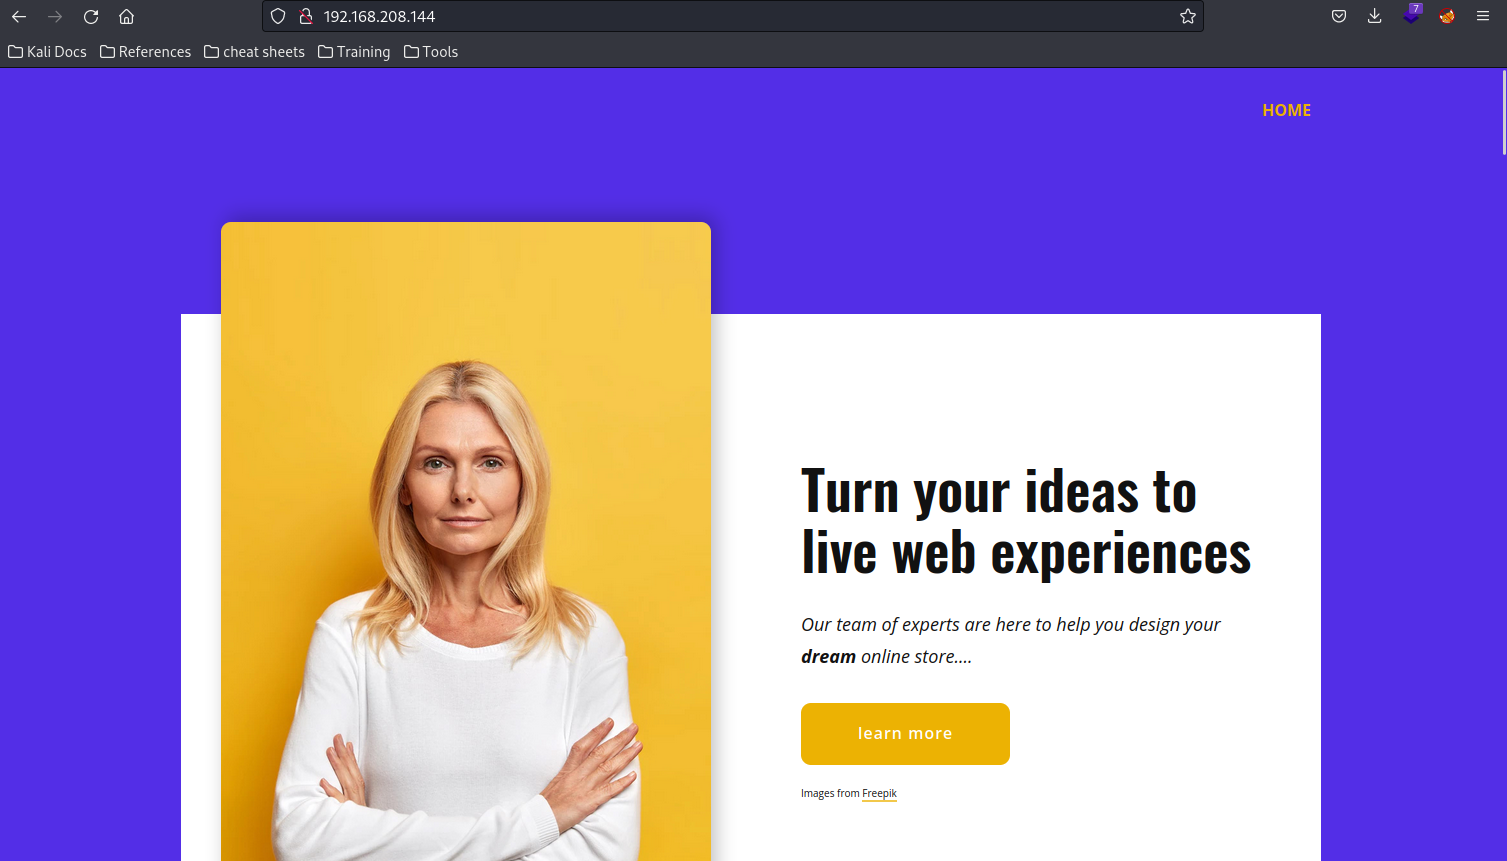 192.168.208.144
7
Kali Docs References cheat sheets Training Tools
HOME
Turn your ideas to
live web experiences
Our team of experts are here to help you design your
dream online store....
learn more
Images from Freepik